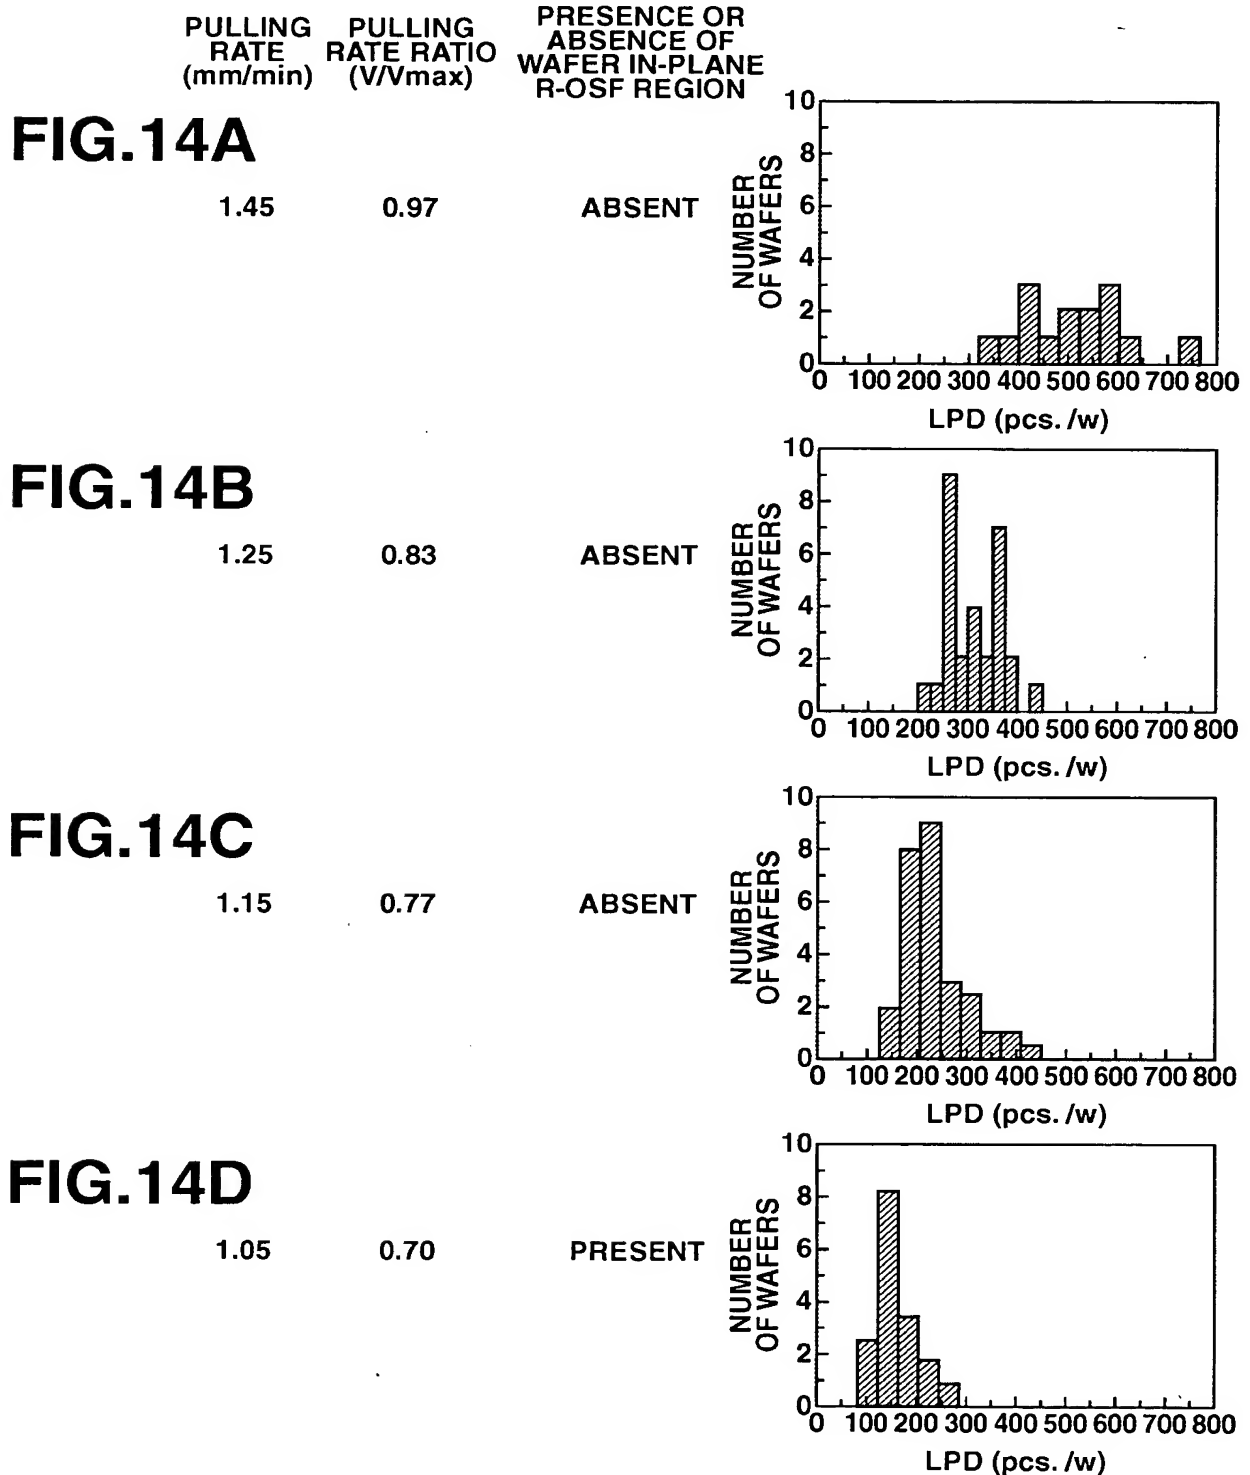 PULLING RATE (mm/min)
PULLING RATE RATIO (V/Vmax)
PRESENCE OR ABSENCE OF WAFER IN-PLANE R-OSF REGION
FIG.14A
1.45 0.97 ABSENT
NUMBER OF WAFERS
10
8
6
4
2
0
0 100 200 300 400 500 600 700 800
LPD (pcs. /w)
FIG.14B
1.25 0.83 ABSENT
NUMBER OF WAFERS
10
8
6
4
2
0
0 100 200 300 400 500 600 700 800
LPD (pcs. /w)
FIG.14C
1.15 0.77 ABSENT
NUMBER OF WAFERS
10
8
6
4
2
0
0 100 200 300 400 500 600 700 800
LPD (pcs. /w)
FIG.14D
1.05 0.70 PRESENT
NUMBER OF WAFERS
10
8
6
4
2
0
0 100 200 300 400 500 600 700 800
LPD (pcs. /w)